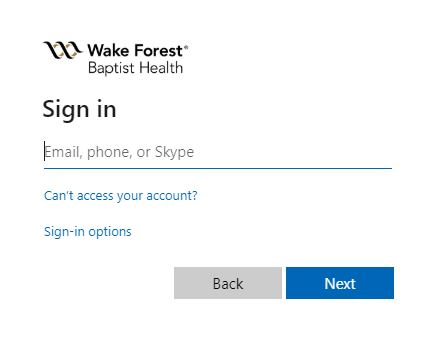 Wake Forest®
Baptist Health
Sign in
Email, phone, or Skype
Can't access your account?
Sign-in options
Back
Next